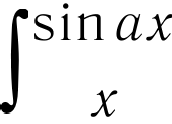 ∫ sin ax
x